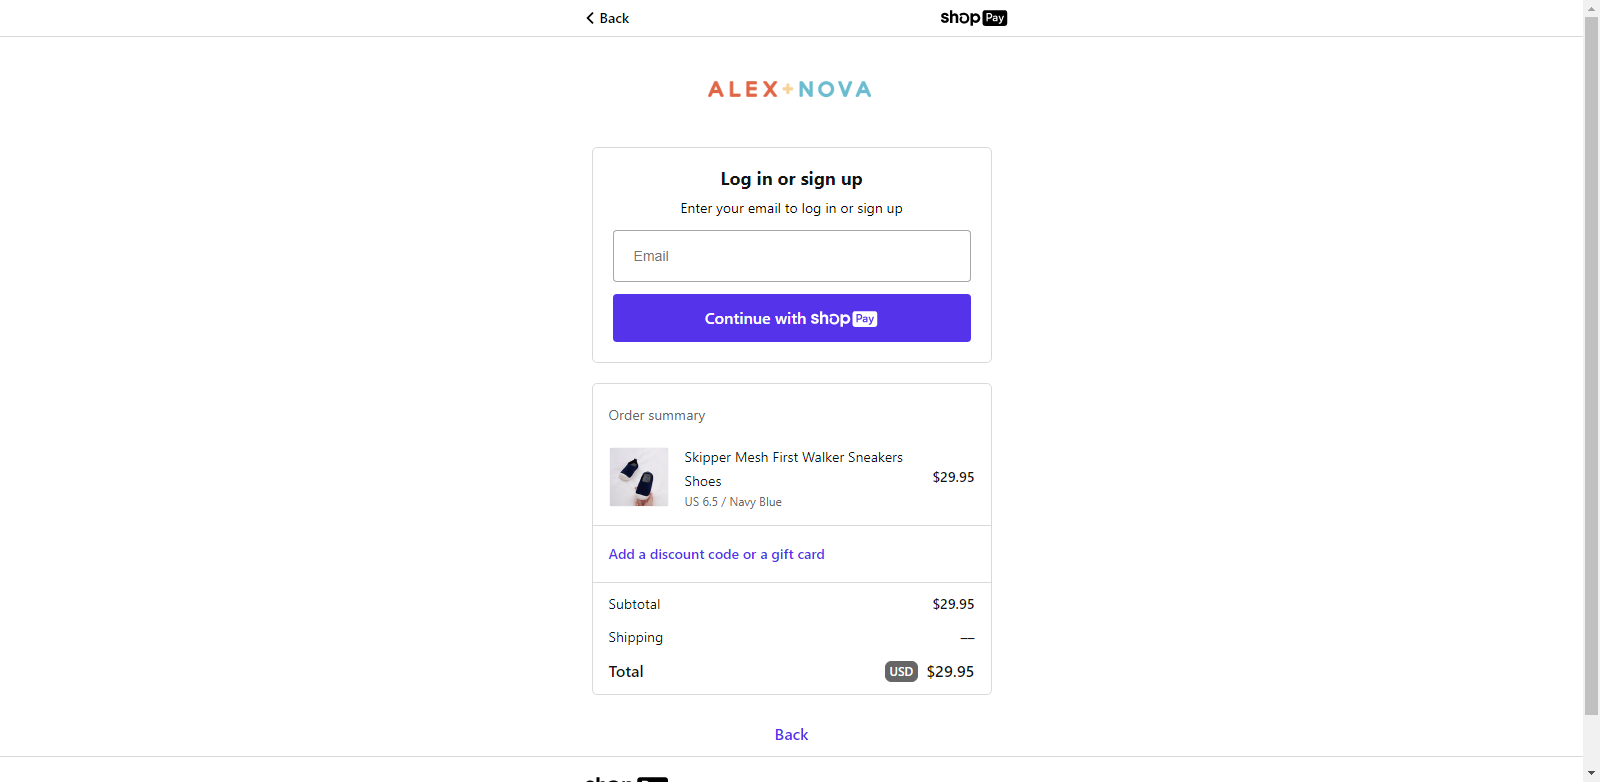 Back
shop Pay
ALEX+NOVA
Log in or sign up
Enter your email to log in or sign up
Email
Continue with shop Pay
Order summary
Skipper Mesh First Walker Sneakers
Shoes
$29.95
US 6.5 / Navy Blue
Add a discount code or a gift card
Subtotal $29.95
Shipping —
Total USD $29.95
Back